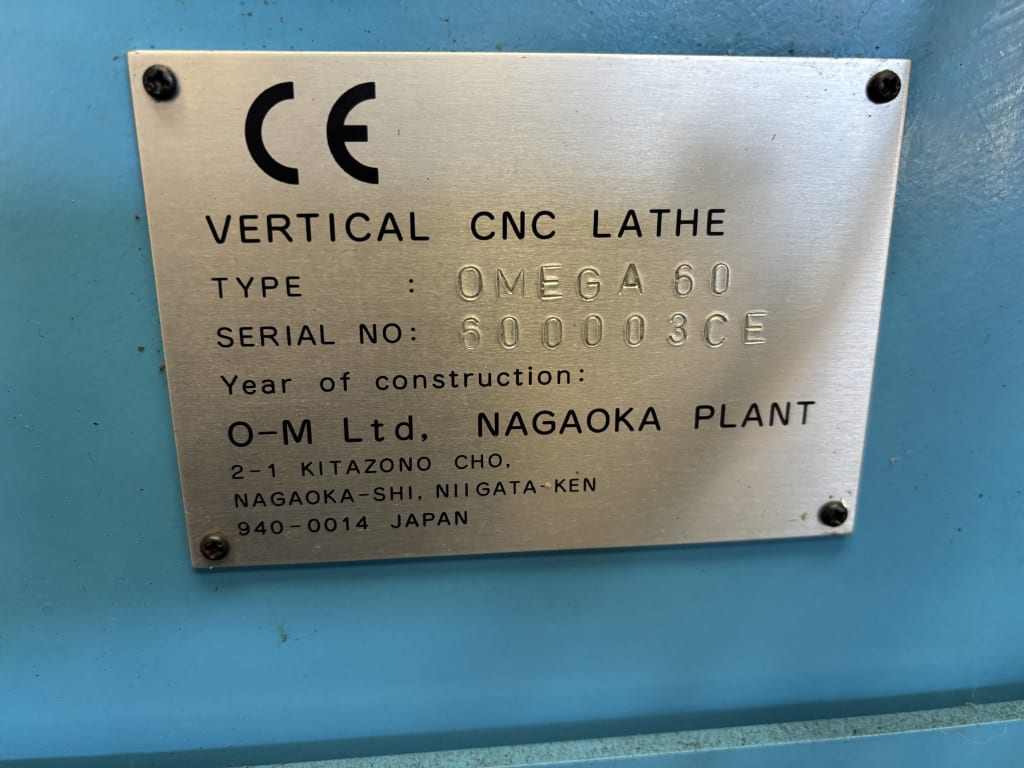 CE
VERTICAL CNC LATHE
TYPE : OMEGA 60
SERIAL NO: 600003CE
Year of construction:
O-M Ltd, NAGAOKA PLANT
2-1 KITAZONO CHO,
NAGAOKA-SHI, NIIGATA-KEN
940-0014 JAPAN